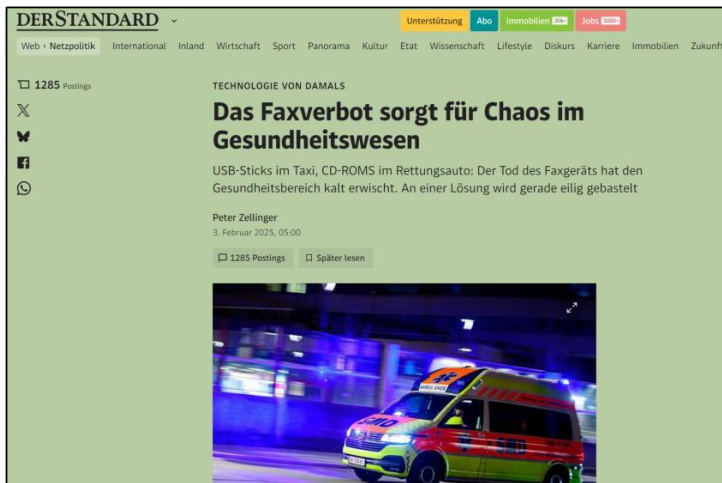 DERSTANDARD
Unterstützung Abo Immobilien 30k+ Jobs 3000+
Web › Netzpolitik International Inland Wirtschaft Sport Panorama Kultur Etat Wissenschaft Lifestyle Diskurs Karriere Immobilien Zukunft
1285 Postings
TECHNOLOGIE VON DAMALS
Das Faxverbot sorgt für Chaos im
Gesundheitswesen
USB-Sticks im Taxi, CD-ROMS im Rettungsauto: Der Tod des Faxgeräts hat den
Gesundheitsbereich kalt erwischt. An einer Lösung wird gerade eilig gebastelt
Peter Zellinger
3. Februar 2025, 05:00
1285 Postings Später lesen
AMBULANCE